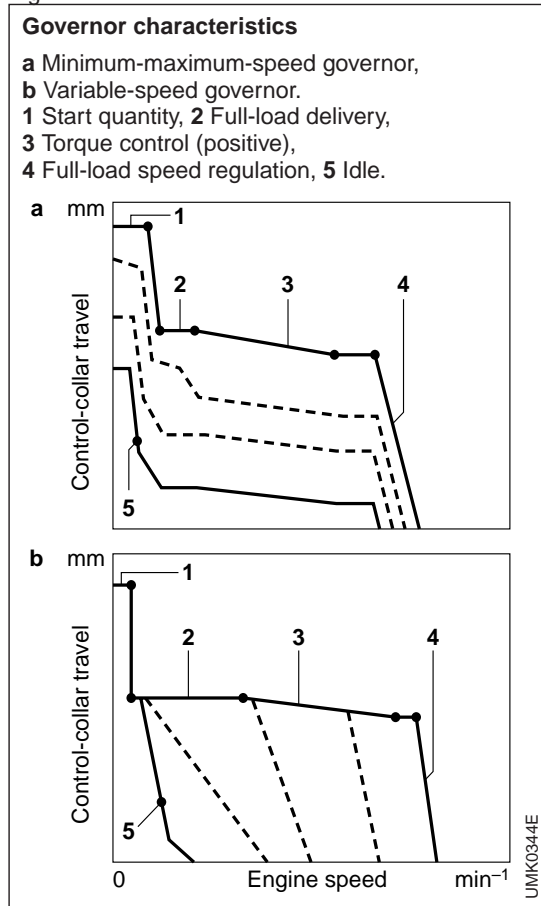 Governor characteristics
a Minimum-maximum-speed governor,
b Variable-speed governor.
1 Start quantity, 2 Full-load delivery,
3 Torque control (positive),
4 Full-load speed regulation, 5 Idle.
a mm
1
2 3 4
Control-collar travel
5
b mm
1
2 3 4
Control-collar travel
5
0 Engine speed min⁻¹
UMK0344E